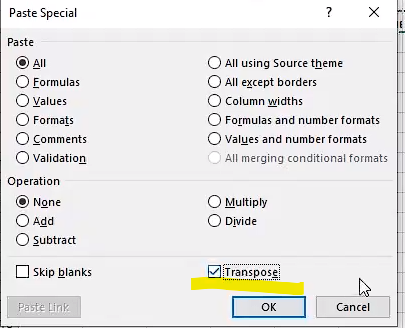 Paste Special
?
Paste
All
All using Source theme
Formulas
All except borders
Values
Column widths
Formats
Formulas and number formats
Comments
Values and number formats
Validation
All merging conditional formats
Operation
None
Multiply
Add
Divide
Subtract
Skip blanks
Transpose
Paste Link
OK
Cancel